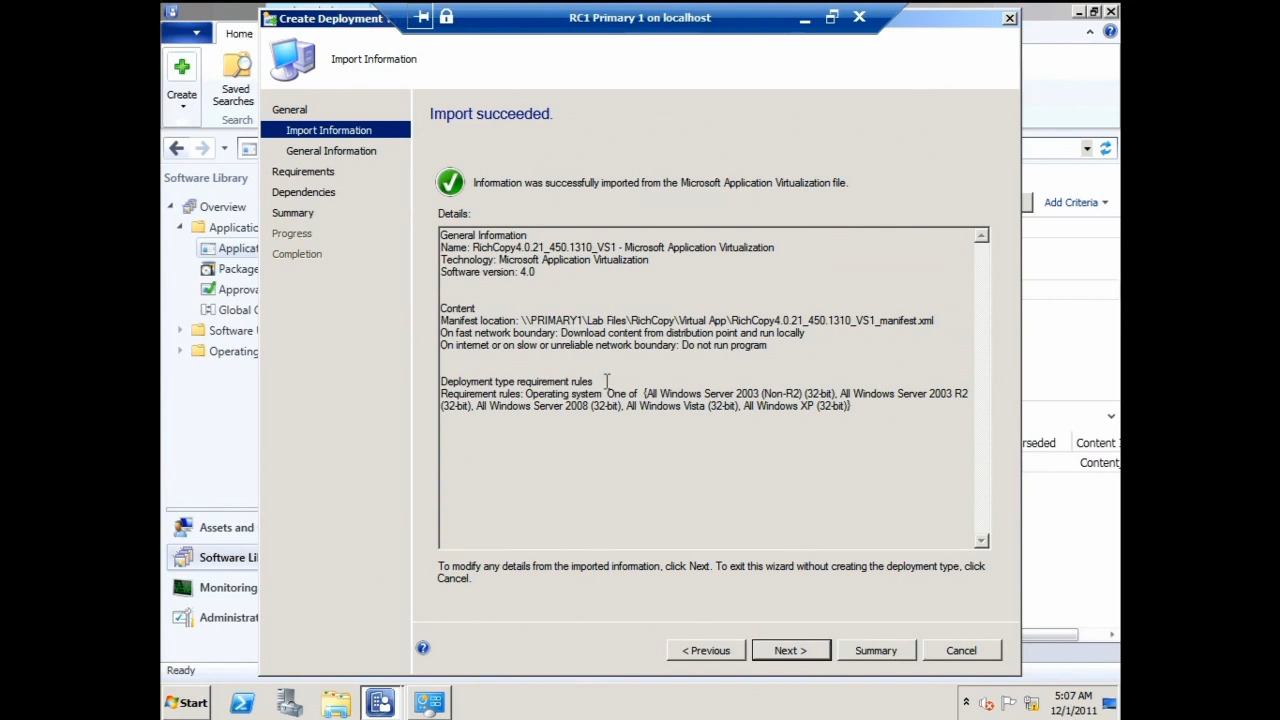 Create Deployment
RC1 Primary 1 on localhost
Home
Import Information
Create
Saved
Searches
Search
General
Import Information
General Information
Requirements
Dependencies
Summary
Progress
Completion
Import succeeded.
Information was successfully imported from the Microsoft Application Virtualization file.
Details:
General Information
Name: RichCopy4.0.21_450.1310_VS1 - Microsoft Application Virtualization
Technology: Microsoft Application Virtualization
Software version: 4.0
Content
Manifest location: \\PRIMARY1\Lab Files\RichCopy\Virtual App\RichCopy4.0.21_450.1310_VS1_manifest.xml
On fast network boundary: Download content from distribution point and run locally
On internet or on slow or unreliable network boundary: Do not run program
Deployment type requirement rules
Requirement rules: Operating system One of {All Windows Server 2003 (Non-R2) (32-bit), All Windows Server 2003 R2
(32-bit), All Windows Server 2008 (32-bit), All Windows Vista (32-bit), All Windows XP (32-bit)}
To modify any details from the imported information, click Next. To exit this wizard without creating the deployment type, click
Cancel.
< Previous
Next >
Summary
Cancel
Software Library
Overview
Applicatio
Applicat
Package
Approva
Global C
Software U
Operating
Assets and
Software Li
Monitoring
Administrat
Ready
Add Criteria
rseded
Content
Content_
Start
5:07 AM
12/1/2011